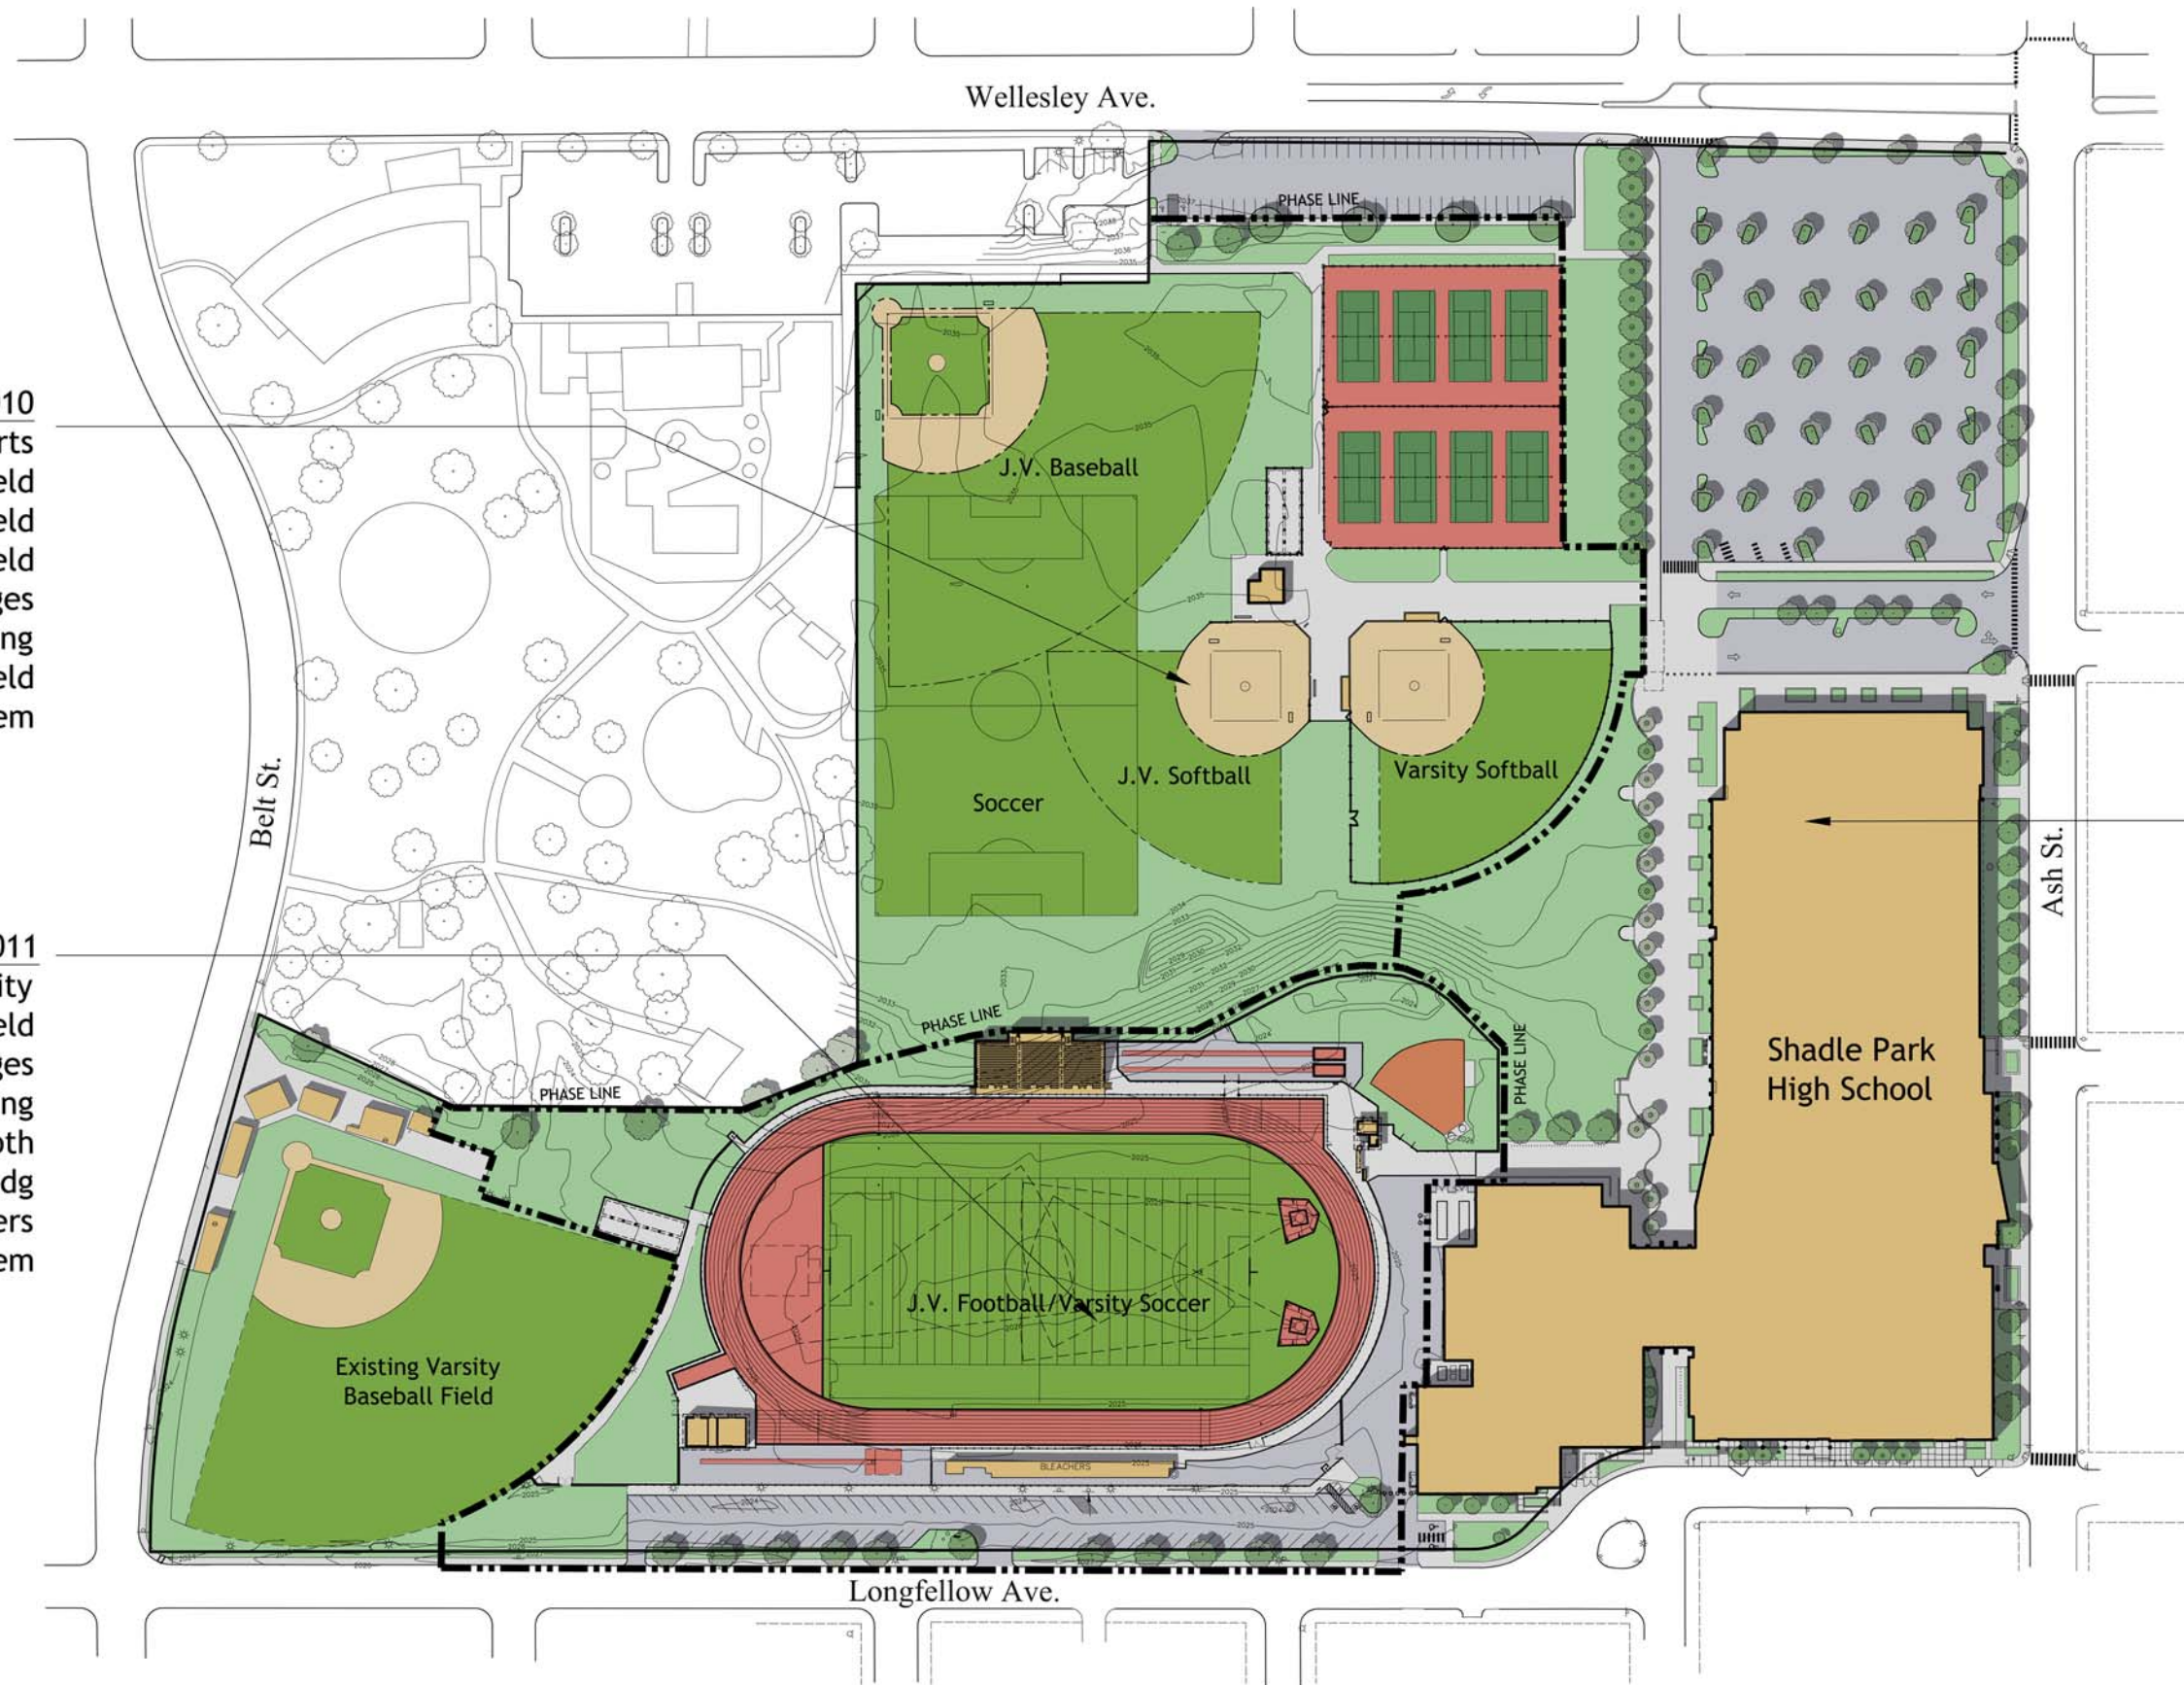 Wellesley Ave.
PHASE LINE
10
rts
eld
eld
eld
ges
ing
eld
em
J.V. Baseball
J.V. Softball
Varsity Softball
Soccer
Belt St.
Ash St.
011
ity
eld
ges
ng
oth
dg
ers
em
PHASE LINE
PHASE LINE
PHASE LINE
Shadle Park
High School
J.V. Football/Varsity Soccer
Existing Varsity
Baseball Field
BLEACHERS
Longfellow Ave.